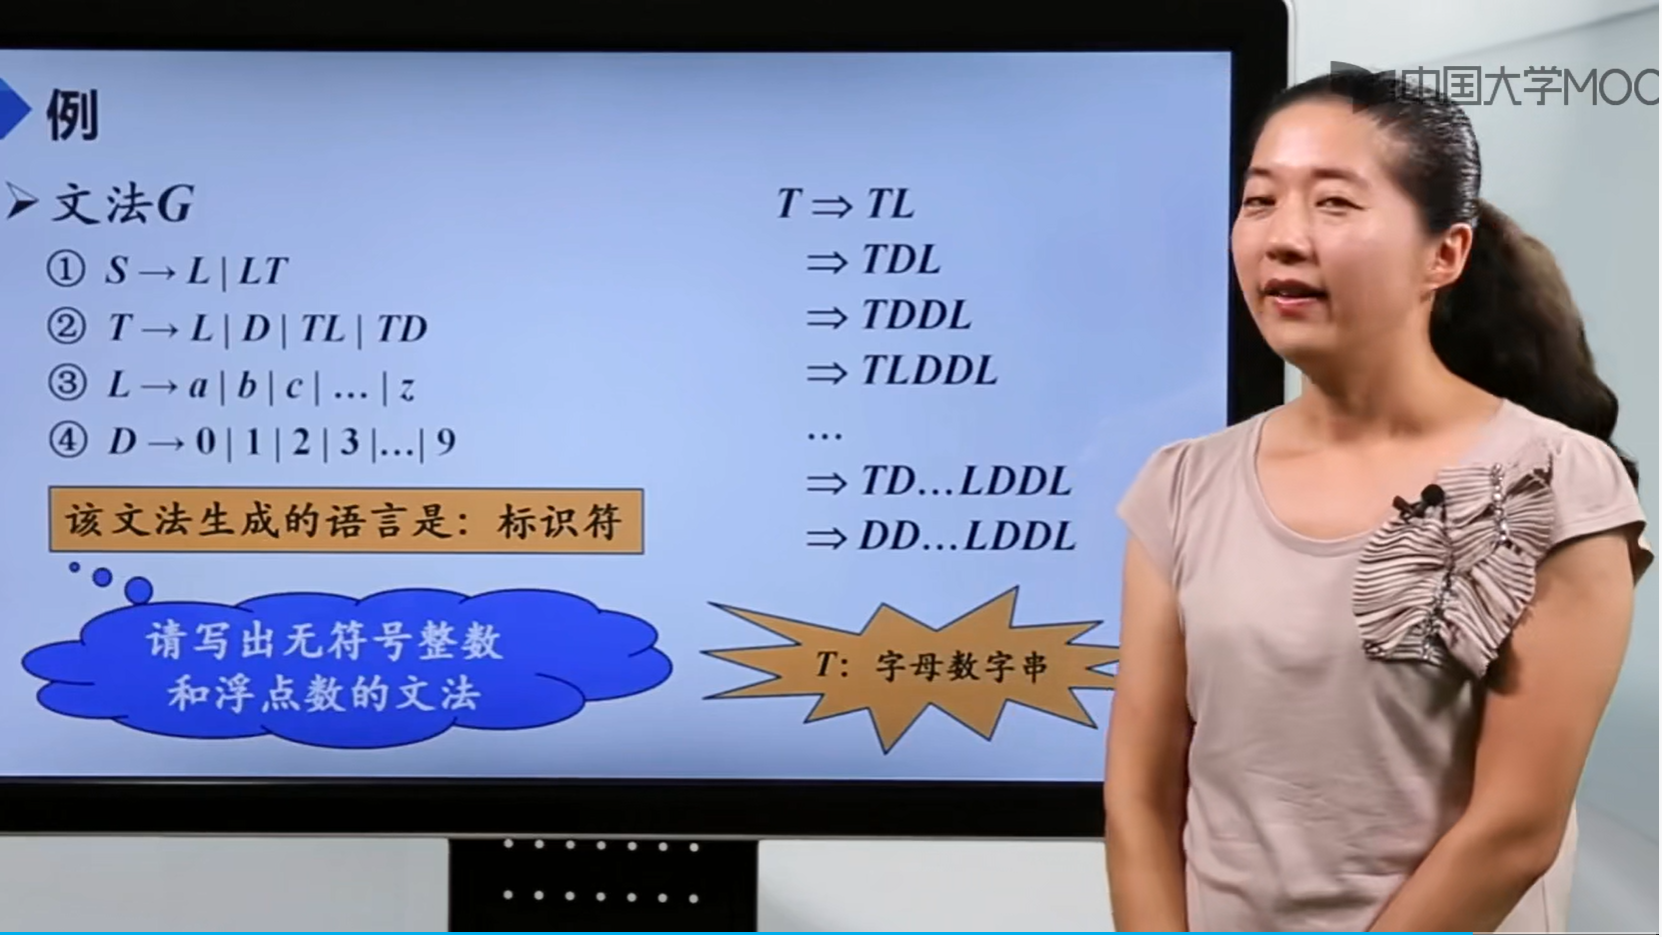 中国大学MOO
例
文法G
① S → L | LT
② T → L | D | TL | TD
③ L → a | b | c | … | z
④ D → 0 | 1 | 2 | 3 |…| 9
该文法生成的语言是：标识符
请写出无符号整数
和浮点数的文法
T ⇒ TL
⇒ TDL
⇒ TDDL
⇒ TLDDL
…
⇒ TD…LDDL
⇒ DD…LDDL
T：字母数字串